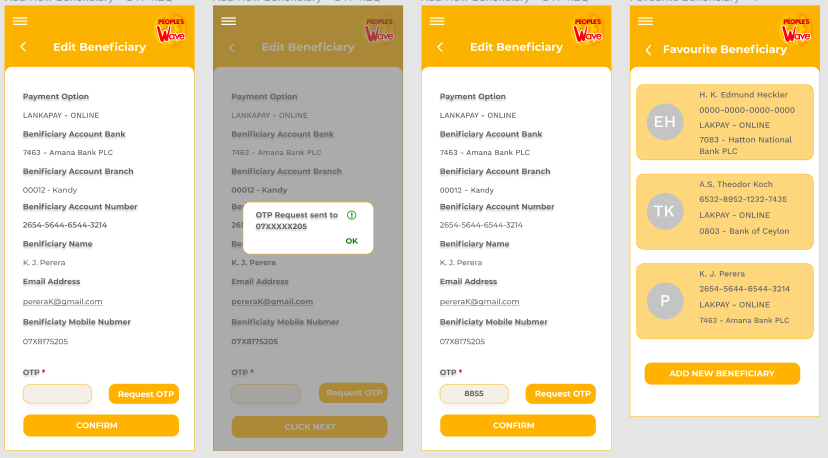 PEOPLE'S
Wave
Edit Beneficiary
Payment Option
LANKAPAY - ONLINE
Benificiary Account Bank
7463 - Amana Bank PLC
Benificiary Account Branch
00012 - Kandy
Benificiary Account Number
2654-5644-6544-3214
Benificiary Name
K. J. Perera
Email Address
pereraK@gmail.com
Benificiaty Mobile Nubmer
07X8175205
OTP *
Request OTP
CONFIRM
PEOPLE'S
Wave
Edit Beneficiary
Payment Option
LANKAPAY - ONLINE
Benificiary Account Bank
7463 - Amana Bank PLC
Benificiary Account Branch
00012 - Kandy
OTP Request sent to
07XXXXX205
OK
K. J. Perera
Email Address
pereraK@gmail.com
Benificiaty Mobile Nubmer
07X8175205
OTP *
Request OTP
CLICK NEXT
PEOPLE'S
Wave
Edit Beneficiary
Payment Option
LANKAPAY - ONLINE
Benificiary Account Bank
7463 - Amana Bank PLC
Benificiary Account Branch
00012 - Kandy
Benificiary Account Number
2654-5644-6544-3214
Benificiary Name
K. J. Perera
Email Address
pereraK@gmail.com
Benificiaty Mobile Nubmer
07X8175205
OTP *
8855 Request OTP
CONFIRM
PEOPLE'S
Wave
Favourite Beneficiary
EH
H. K. Edmund Heckler
0000-0000-0000-0000
LAKPAY - ONLINE
7083 - Hatton National
Bank PLC
TK
A.S. Theodor Koch
6532-8952-1232-7435
LAKPAY - ONLINE
0803 - Bank of Ceylon
P
K. J. Perera
2654-5644-6544-3214
LAKPAY - ONLINE
7463 - Amana Bank PLC
ADD NEW BENEFICIARY